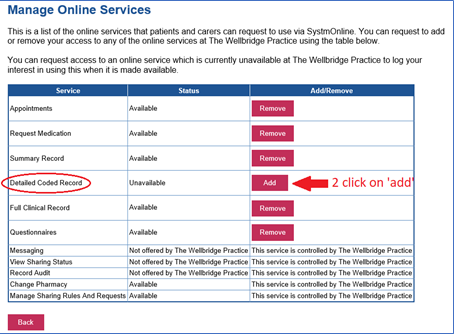 Manage Online Services
This is a list of the online services that patients and carers can request to use via SystmOnline. You can request to add
or remove your access to any of the online services at The Wellbridge Practice using the table below.
You can request access to an online service which is currently unavailable at The Wellbridge Practice to log your
interest in using this when it is made available.
Service Status Add/Remove
Appointments Available Remove
Request Medication Available Remove
Summary Record Available Remove
Detailed Coded Record Unavailable Add 2 click on 'add'
Full Clinical Record Available Remove
Questionnaires Available Remove
Messaging Not offered by The Wellbridge Practice This service is controlled by The Wellbridge Practice
View Sharing Status Not offered by The Wellbridge Practice This service is controlled by The Wellbridge Practice
Record Audit Not offered by The Wellbridge Practice This service is controlled by The Wellbridge Practice
Change Pharmacy Available This service is controlled by The Wellbridge Practice
Manage Sharing Rules And Requests Available This service is controlled by The Wellbridge Practice
Back